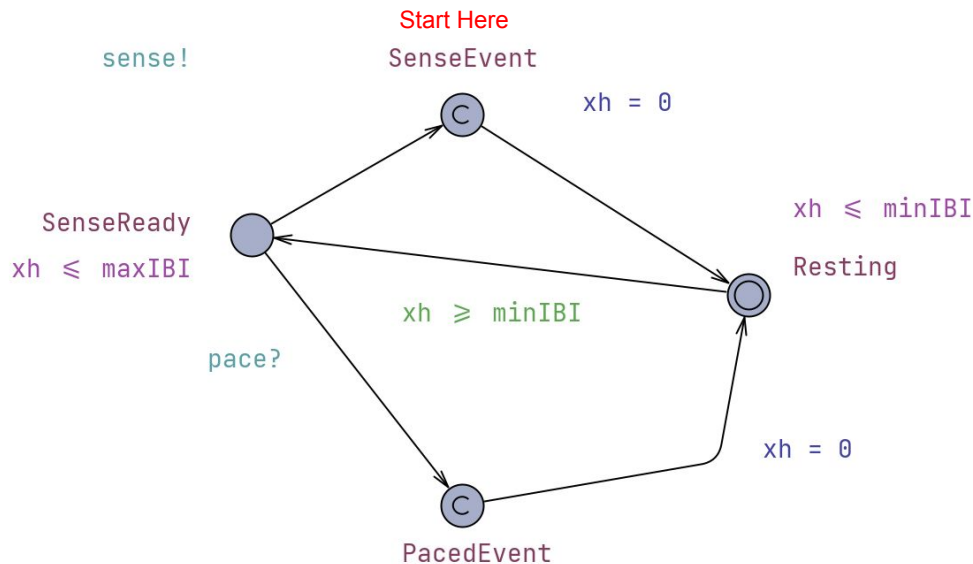 Start Here
sense!
SenseEvent
C
xh = 0
SenseReady
xh ⩽ maxIBI
xh ⩽ minIBI
Resting
xh ⩾ minIBI
pace?
xh = 0
C
PacedEvent